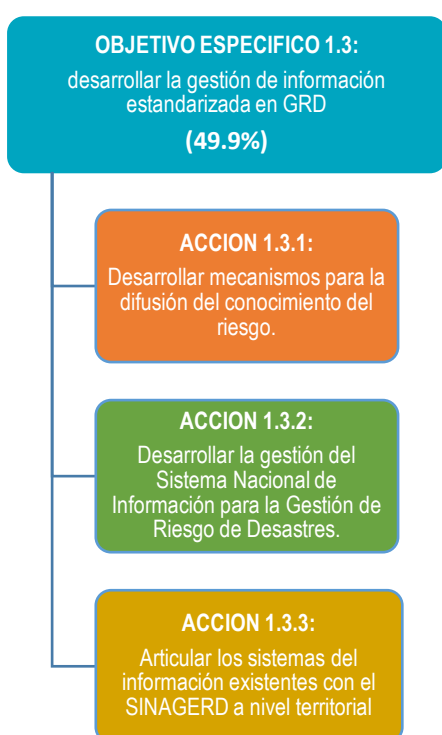 OBJETIVO ESPECIFICO 1.3:
desarrollar la gestión de información
estandarizada en GRD
(49.9%)
ACCION 1.3.1:
Desarrollar mecanismos para la
difusión del conocimiento del
riesgo.
ACCION 1.3.2:
Desarrollar la gestión del
Sistema Nacional de
Información para la Gestión de
Riesgo de Desastres.
ACCION 1.3.3:
Articular los sistemas del
información existentes con el
SINAGERD a nivel territorial